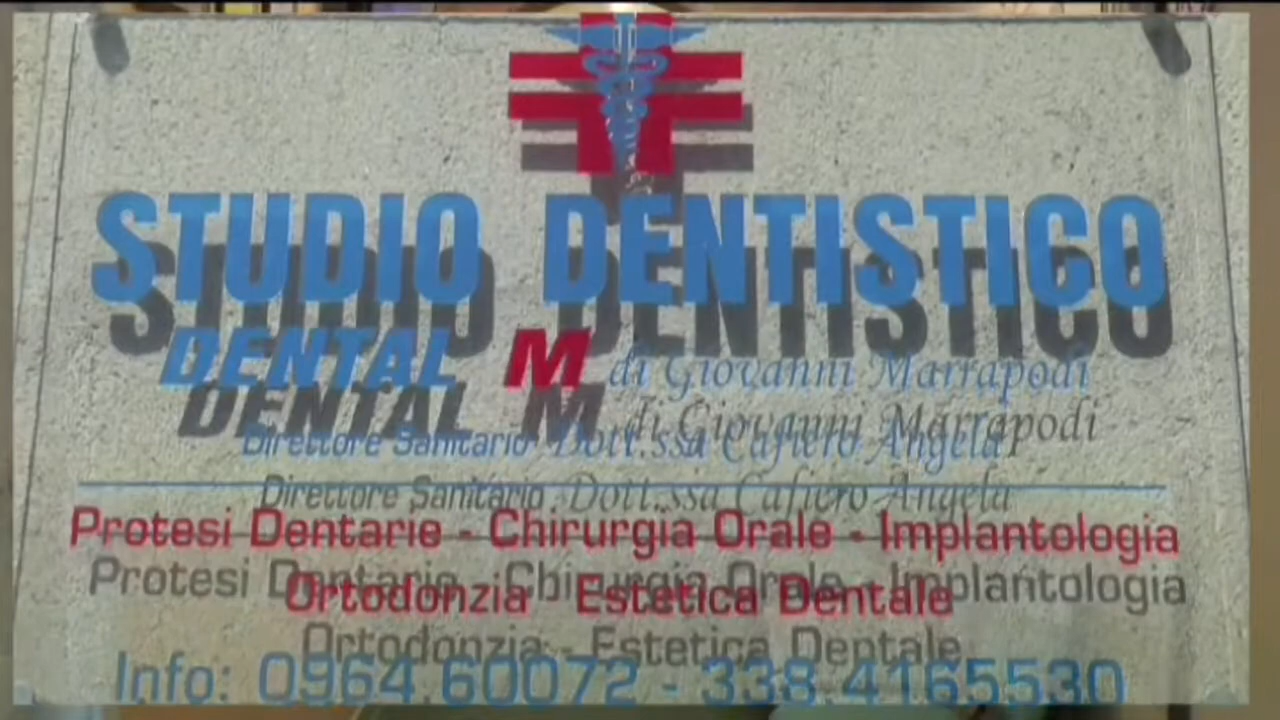 STUDIO DENTISTICO
DENTAL M di Giovanni Marrapodi
Direttore Sanitario Dott.ssa Cafiero Angela
Protesi Dentarie - Chirurgia Orale - Implantologia
Ortodonzia - Estetica Dentale
Info: 0964.60072 - 338.4165530